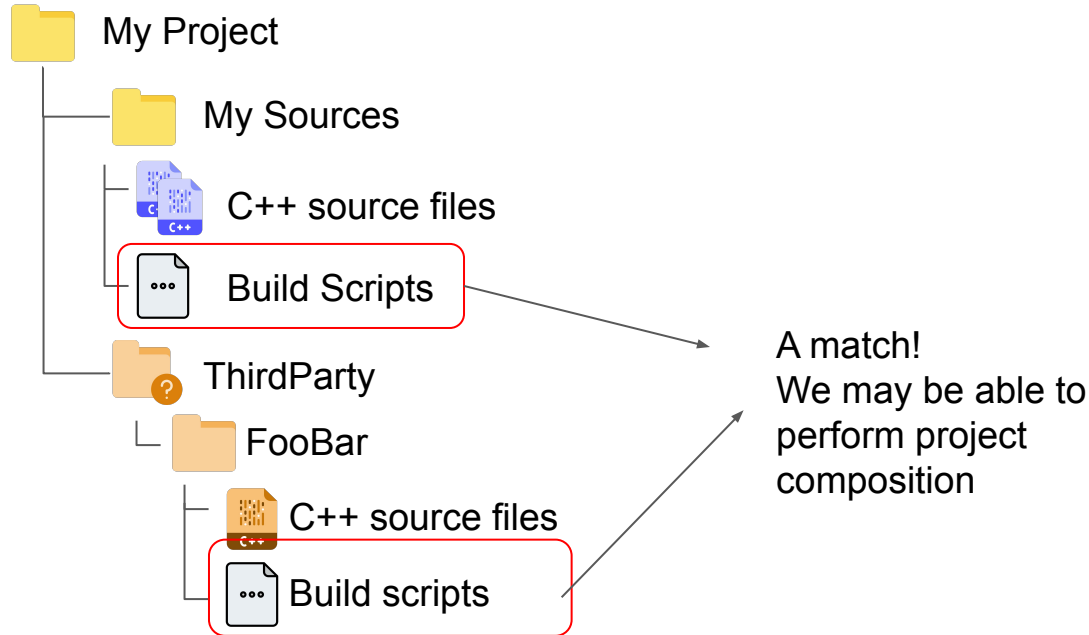 My Project
My Sources
C++
C++
C++ source files
Build Scripts
ThirdParty
?
FooBar
C++
C++ source files
Build scripts
A match!
We may be able to
perform project
composition